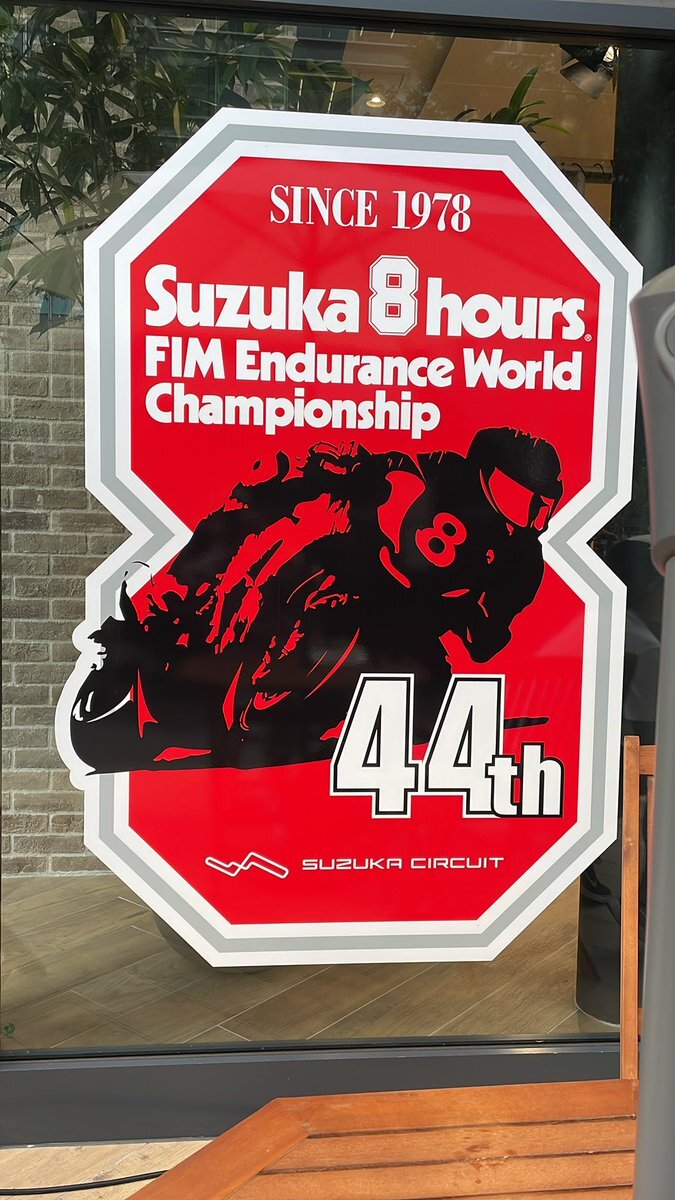 SINCE 1978
Suzuka 8 hours®
FIM Endurance World
Championship
8
44th
SUZUKA CIRCUIT